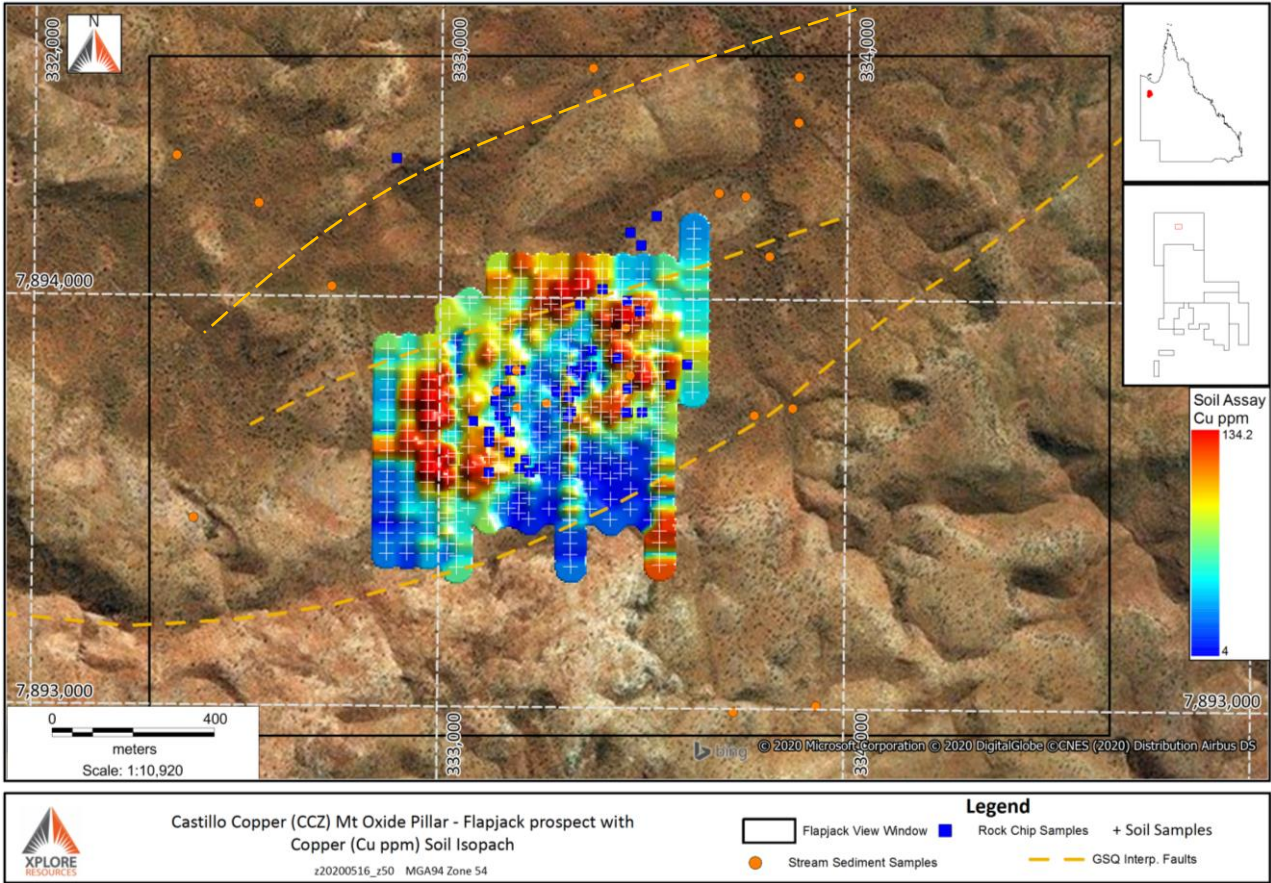 N
332,000
333,000
334,000
7,894,000
Soil Assay
Cu ppm
134.2
4
7,893,000
7,893,000
0 400
meters
Scale: 1:10,920
333,000
334,000
bing © 2020 Microsoft Corporation © 2020 DigitalGlobe ©CNES (2020) Distribution Airbus DS
XPLORE
RESOURCES
Castillo Copper (CCZ) Mt Oxide Pillar - Flapjack prospect with
Copper (Cu ppm) Soil Isopach
z20200516_z50 MGA94 Zone 54
Legend
Flapjack View Window
Rock Chip Samples
+ Soil Samples
Stream Sediment Samples
GSQ Interp. Faults